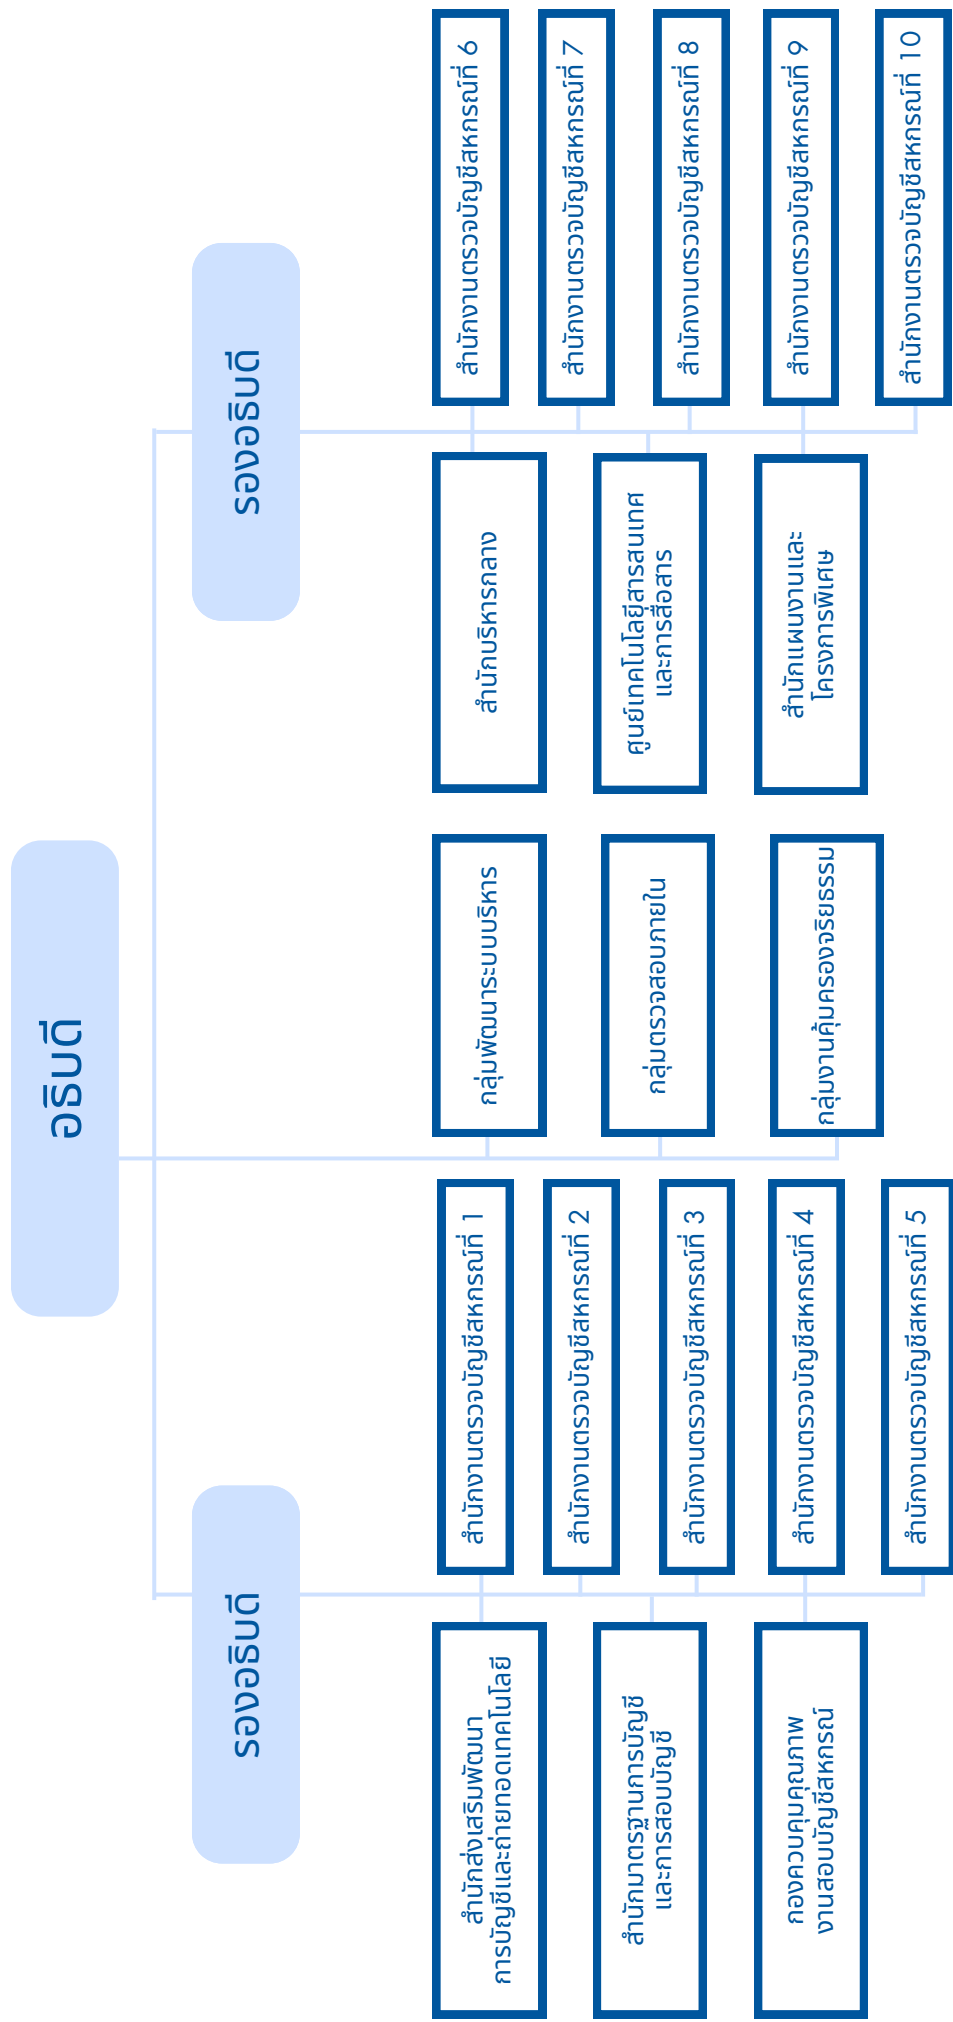 อธิบดี
รองอธิบดี
รองอธิบดี
สำนักส่งเสริมพัฒนา
การบัญชีและถ่ายทอดเทคโนโลยี
สำนักมาตรฐานการบัญชี
และการสอบบัญชี
กองควบคุมคุณภาพ
งานสอบบัญชีสหกรณ์
สำนักงานตรวจบัญชีสหกรณ์ที่ 1
สำนักงานตรวจบัญชีสหกรณ์ที่ 2
สำนักงานตรวจบัญชีสหกรณ์ที่ 3
สำนักงานตรวจบัญชีสหกรณ์ที่ 4
สำนักงานตรวจบัญชีสหกรณ์ที่ 5
กลุ่มพัฒนาระบบบริหาร
กลุ่มตรวจสอบภายใน
กลุ่มงานคุ้มครองจริยธรรม
สำนักบริหารกลาง
ศูนย์เทคโนโลยีสารสนเทศ
และการสื่อสาร
สำนักแผนงานและ
โครงการพิเศษ
สำนักงานตรวจบัญชีสหกรณ์ที่ 6
สำนักงานตรวจบัญชีสหกรณ์ที่ 7
สำนักงานตรวจบัญชีสหกรณ์ที่ 8
สำนักงานตรวจบัญชีสหกรณ์ที่ 9
สำนักงานตรวจบัญชีสหกรณ์ที่ 10